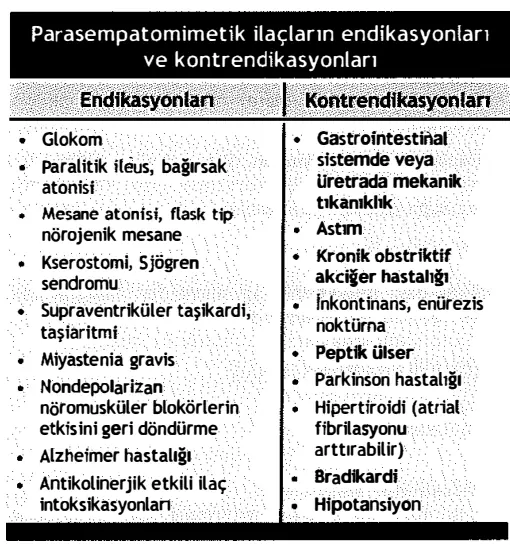 Parasempatomimetik ilaçların endikasyonları
ve kontrendikasyonları
Endikasyonları
• Glokom
• Paralitik ileus, bağırsak
atonisi
• Mesane atonisi, flask tip
nörojenik mesane
• Kserostomi, Sjögren
sendromu
• Supraventriküler taşikardi,
taşiaritmi
• Miyastenia gravis
• Nondepolarizan
nöromusküler blokörlerin
etkisini geri döndürme
• Alzheimer hastalığı
• Antikolinerjik etkili ilaç
intoksikasyonları
Kontrendikasyonları
• Gastrointestinal
sistemde veya
üretrada mekanik
tıkanıklık
• Astım
• Kronik obstriktif
akciğer hastalığı
• İnkontinans, enürezis
noktürna
• Peptik ülser
• Parkinson hastalığı
• Hipertiroidi (atrial
fibrilasyonu
arttırabilir)
• Bradikardi
• Hipotansiyon